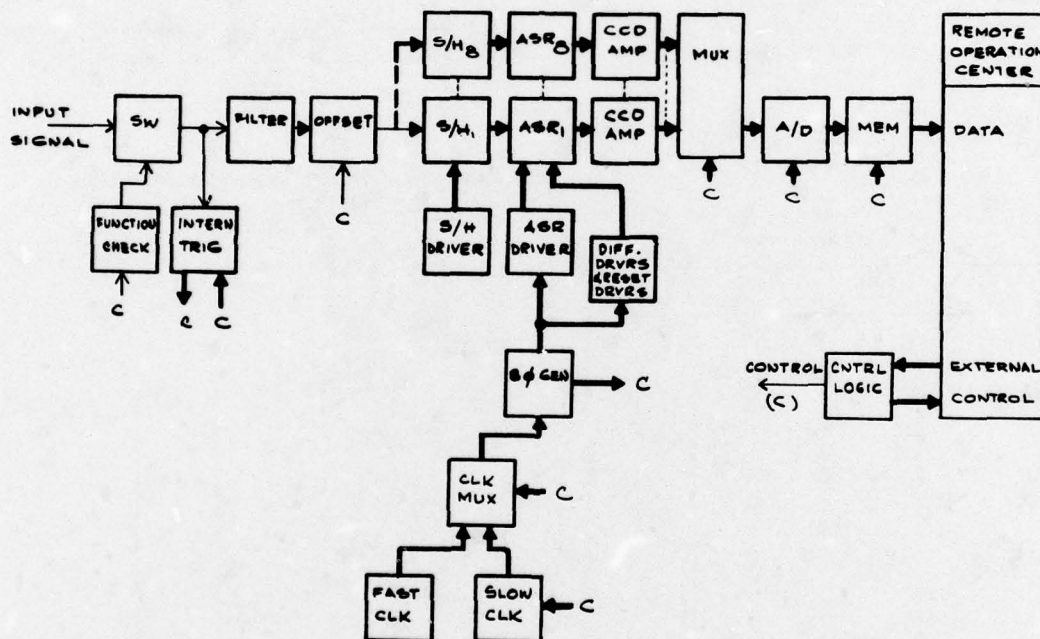 S/H8
ASR8
CCD
AMP
MUX
REMOTE
OPERATION
CENTER
INPUT
SIGNAL
SW
FILTER
OFFSET
S/H1
ASR1
CCD
AMP
A/D
MEM
DATA
C
C
C
C
FUNCTION
CHECK
INTERN
TRIG
S/H
DRIVER
ASR
DRIVER
DIFF.
DRVRS
&RESET
DRVRS
C
C
C
8φ GEN
C
CONTROL
(C)
CNTRL
LOGIC
EXTERNAL
CONTROL
CLK
MUX
C
FAST
CLK
SLOW
CLK
C